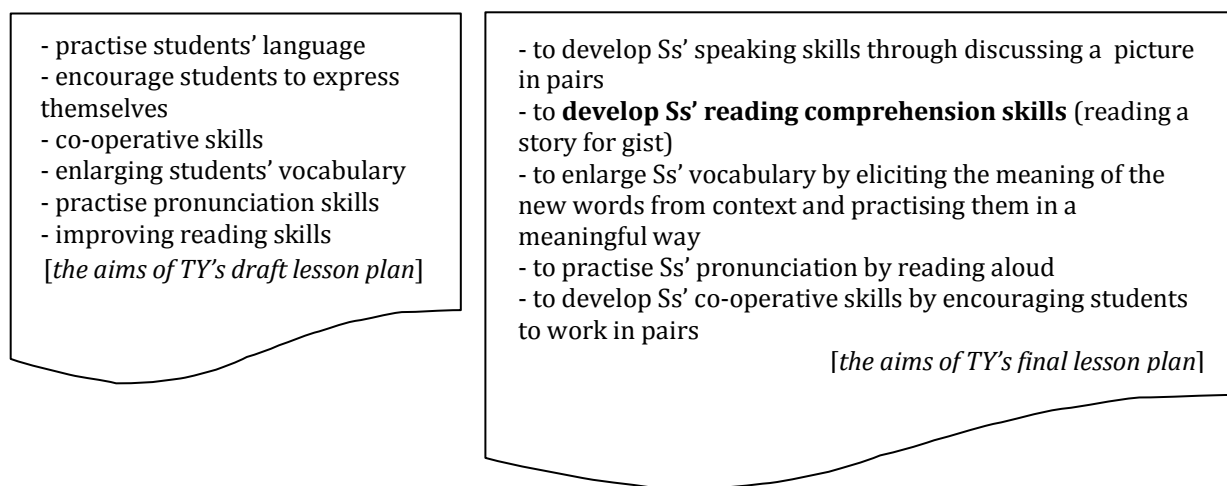 - practise students’ language
- encourage students to express
themselves
- co-operative skills
- enlarging students’ vocabulary
- practise pronunciation skills
- improving reading skills
[the aims of TY’s draft lesson plan]
- to develop Ss’ speaking skills through discussing a picture
in pairs
- to develop Ss’ reading comprehension skills (reading a
story for gist)
- to enlarge Ss’ vocabulary by eliciting the meaning of the
new words from context and practising them in a
meaningful way
- to practise Ss’ pronunciation by reading aloud
- to develop Ss’ co-operative skills by encouraging students
to work in pairs
[the aims of TY’s final lesson plan]